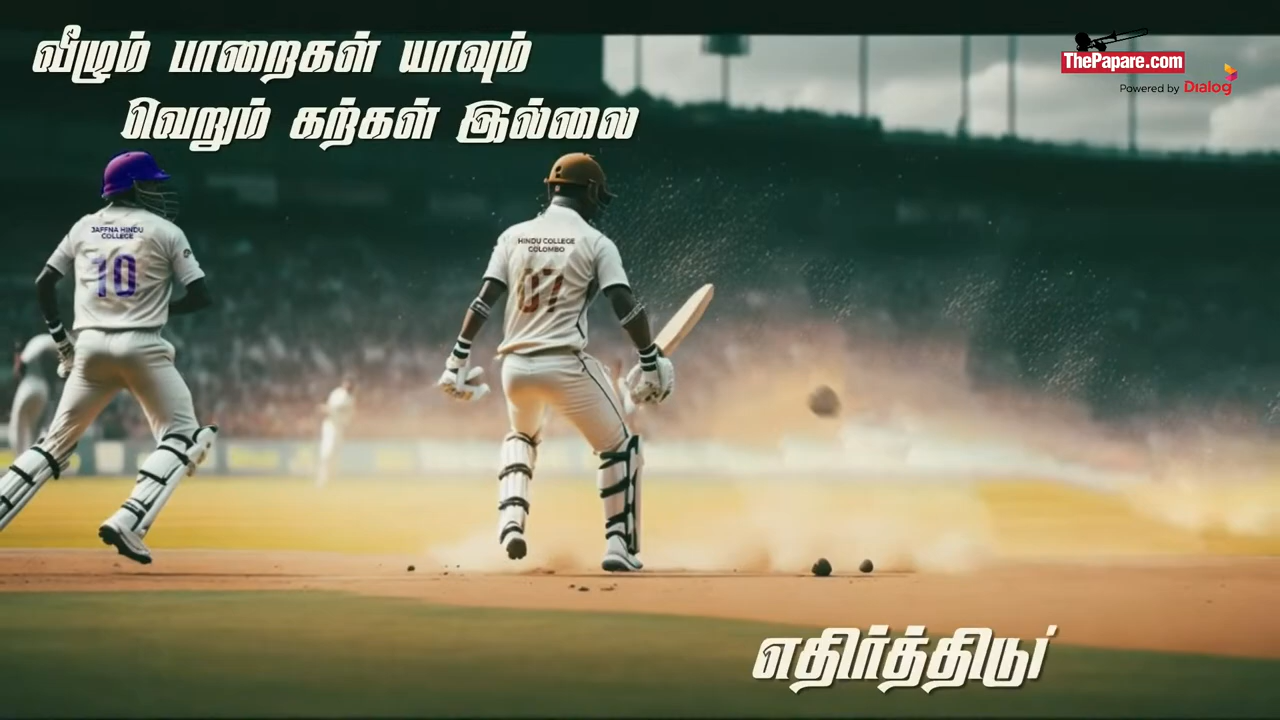 வீழும் பாறைகள் யாவும்
வெறும் கற்கள் இல்லை
ThePapare.com
Powered by Dialog
JAFFNA HINDU
COLLEGE
10
HINDU COLLEGE
COLOMBO
07
எதிர்த்திடு